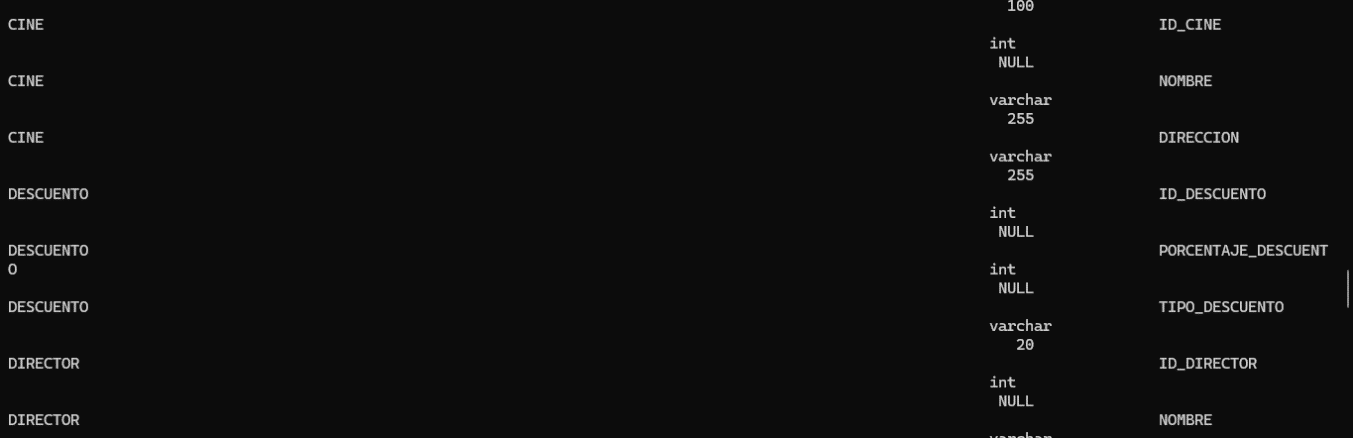 100
CINE ID_CINE
int
NULL
CINE NOMBRE
varchar
255
CINE DIRECCION
varchar
255
DESCUENTO ID_DESCUENTO
int
NULL
DESCUENTO PORCENTAJE_DESCUENT
O int
NULL
DESCUENTO TIPO_DESCUENTO
varchar
20
DIRECTOR ID_DIRECTOR
int
NULL
DIRECTOR NOMBRE
varchar